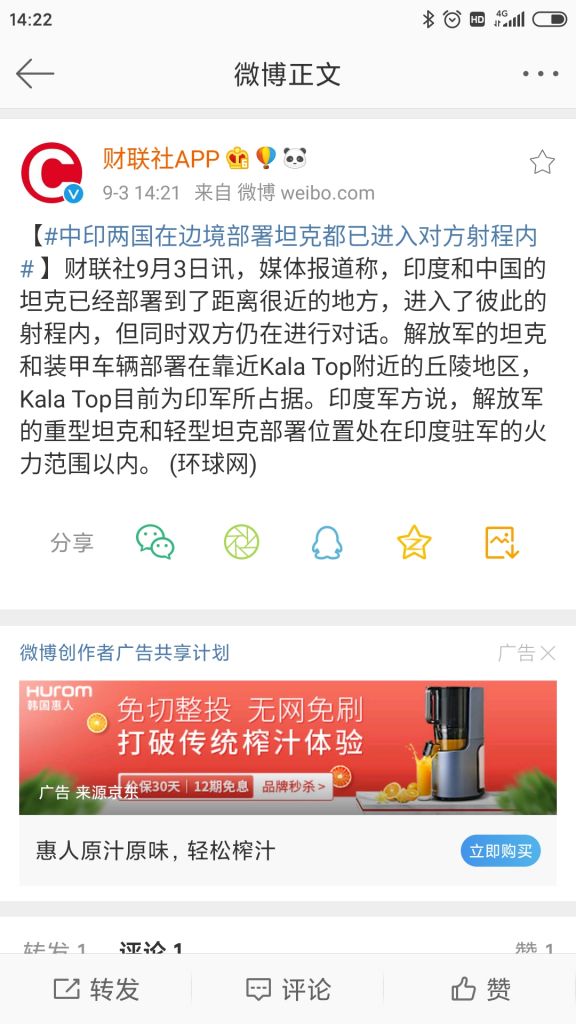 14:22
HD 4G
微博正文
财联社APP
9-3 14:21 来自 微博 weibo.com
【#中印两国在边境部署坦克都已进入对方射程内
#】财联社9月3日讯，媒体报道称，印度和中国的
坦克已经部署到了距离很近的地方，进入了彼此的
射程内，但同时双方仍在进行对话。解放军的坦克
和装甲车辆部署在靠近Kala Top附近的丘陵地区，
Kala Top目前为印军所占据。印度军方说，解放军
的重型坦克和轻型坦克部署位置处在印度驻军的火
力范围以内。 (环球网)
分享
微博创作者广告共享计划
广告
HUROM
韩国惠人
免切整投 无网免刷
打破传统榨汁体验
价保30天 | 12期免息 品牌秒杀 >
广告 来源京东
惠人原汁原味，轻松榨汁
立即购买
转发 1 评论 1 赞 1
转发 评论 赞